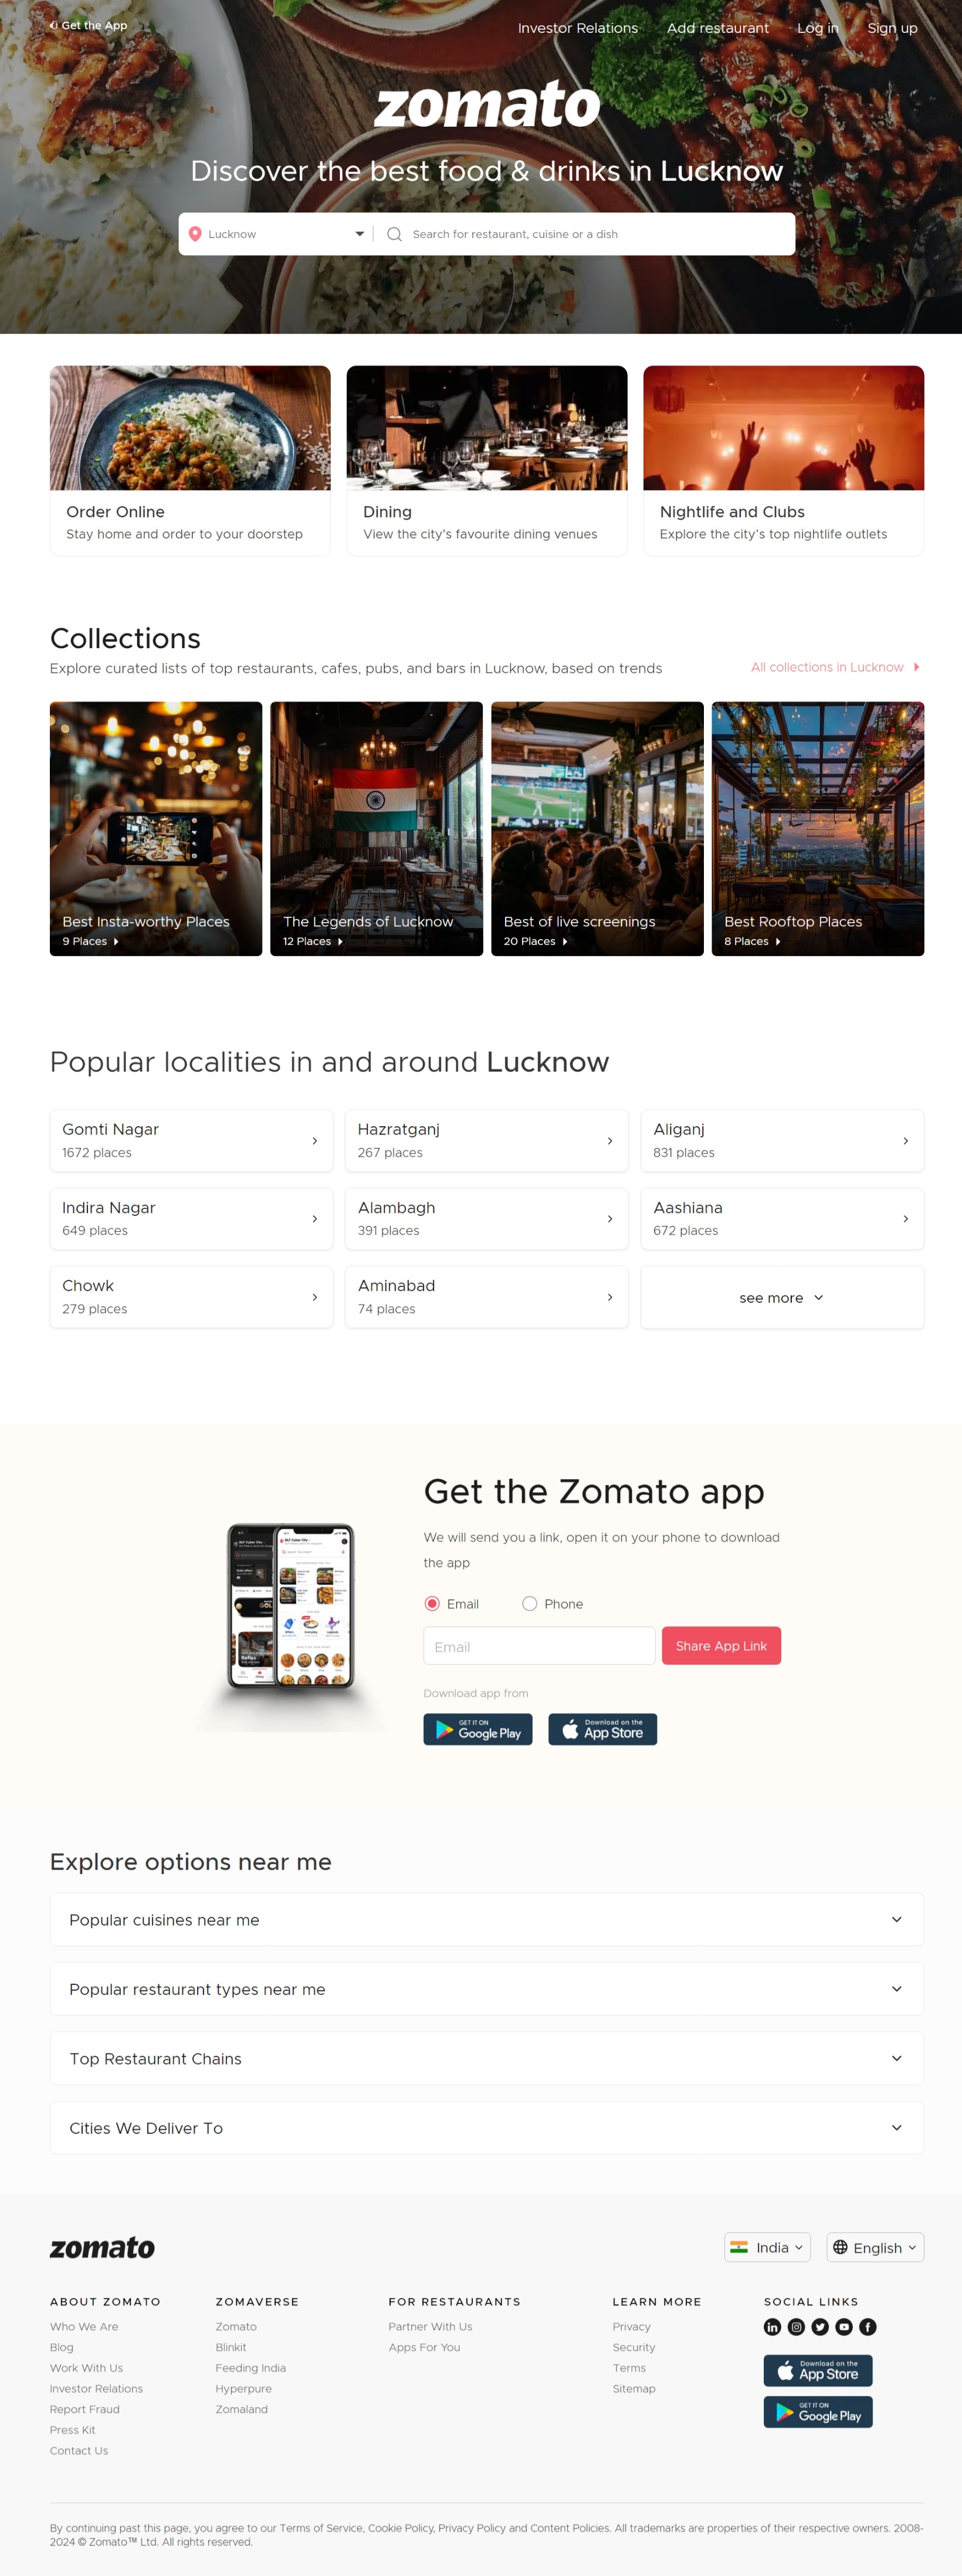 Get the App
Investor Relations
Add restaurant
Log in
Sign up
zomato
Discover the best food & drinks in Lucknow
Lucknow
Search for restaurant, cuisine or a dish
Order Online
Stay home and order to your doorstep
Dining
View the city's favourite dining venues
Nightlife and Clubs
Explore the city's top nightlife outlets
Collections
Explore curated lists of top restaurants, cafes, pubs, and bars in Lucknow, based on trends
All collections in Lucknow
Best Insta-worthy Places
9 Places
The Legends of Lucknow
12 Places
Best of live screenings
20 Places
Best Rooftop Places
8 Places
Popular localities in and around Lucknow
Gomti Nagar
1672 places
Hazratganj
267 places
Aliganj
831 places
Indira Nagar
649 places
Alambagh
391 places
Aashiana
672 places
Chowk
279 places
Aminabad
74 places
see more
Get the Zomato app
We will send you a link, open it on your phone to download
the app
Email
Phone
Email
Share App Link
Download app from
GET IT ON
Google Play
Download on the
App Store
Explore options near me
Popular cuisines near me
Popular restaurant types near me
Top Restaurant Chains
Cities We Deliver To
zomato
India
English
ABOUT ZOMATO
Who We Are
Blog
Work With Us
Investor Relations
Report Fraud
Press Kit
Contact Us
ZOMAVERSE
Zomato
Blinkit
Feeding India
Hyperpure
Zomaland
FOR RESTAURANTS
Partner With Us
Apps For You
LEARN MORE
Privacy
Security
Terms
Sitemap
SOCIAL LINKS
Download on the
App Store
GET IT ON
Google Play
By continuing past this page, you agree to our Terms of Service, Cookie Policy, Privacy Policy and Content Policies. All trademarks are properties of their respective owners. 2008-
2024 © Zomato™ Ltd. All rights reserved.